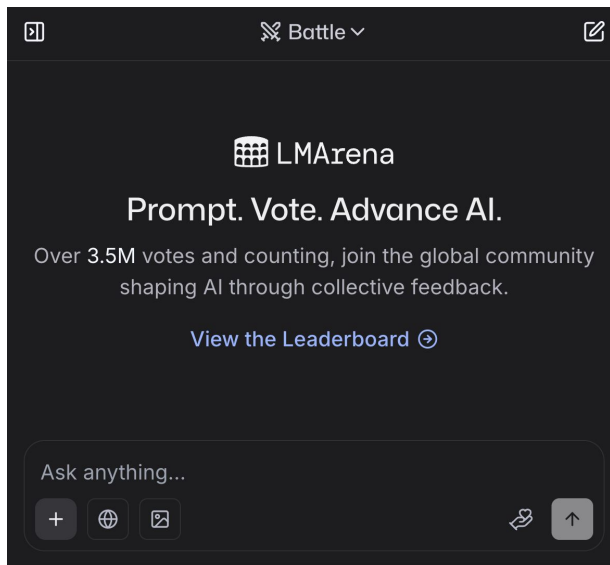 Battle
LMArena
Prompt. Vote. Advance AI.
Over 3.5M votes and counting, join the global community
shaping AI through collective feedback.
View the Leaderboard
Ask anything...